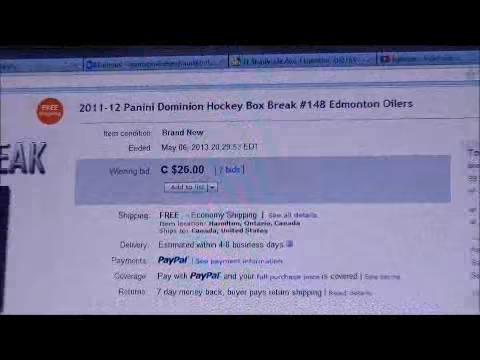 FREE
shipping
2011-12 Panini Dominion Hockey Box Break #148 Edmonton Oilers
Item condition: Brand New
Ended: May 06, 2013 20:29:53 EDT
Winning bid: C $26.00 [ 7 bids ]
Add to list
EAK
Shipping: FREE - Economy Shipping | See all details
Item location: Hamilton, Ontario, Canada
Ships to: Canada, United States
Delivery: Estimated within 4-8 business days
Payments: PayPal | See payment information
Coverage: Pay with PayPal and your full purchase price is covered | See terms
Returns: 7 day money back, buyer pays return shipping | Read details